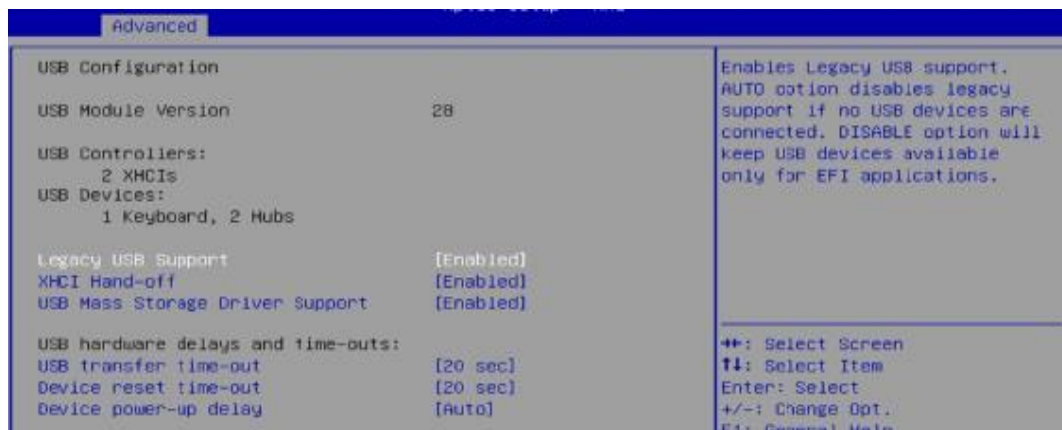 Advanced
USB Configuration
USB Module Version 28
USB Controllers:
2 XHCIs
USB Devices:
1 Keyboard, 2 Hubs
Legacy USB Support [Enabled]
XHCI Hand-off [Enabled]
USB Mass Storage Driver Support [Enabled]
USB hardware delays and time-outs:
USB transfer time-out [20 sec]
Device reset time-out [20 sec]
Device power-up delay [Auto]
Enables Legacy USB support.
AUTO option disables legacy
support if no USB devices are
connected. DISABLE option will
keep USB devices available
only for EFI applications.
→←: Select Screen
↑↓: Select Item
Enter: Select
+/-: Change Opt.
F1: General Help